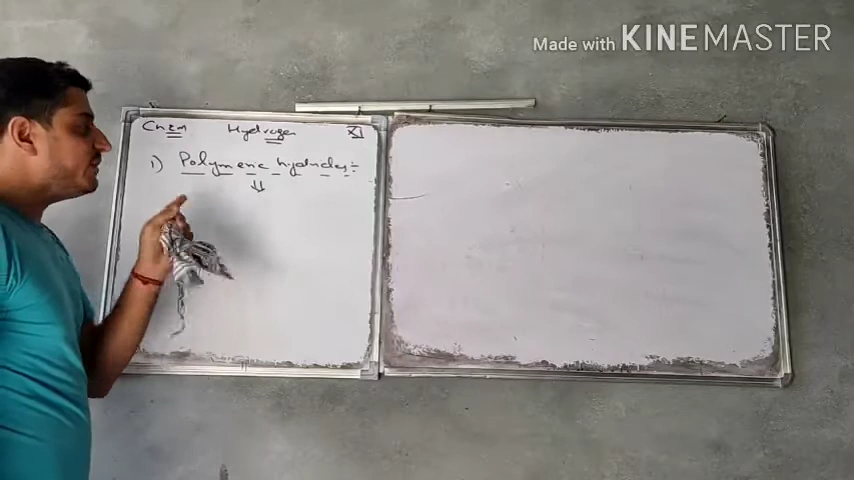 Made with KINEMASTER
Chem Hydrogen XI
1) Polymeric hydrides :-